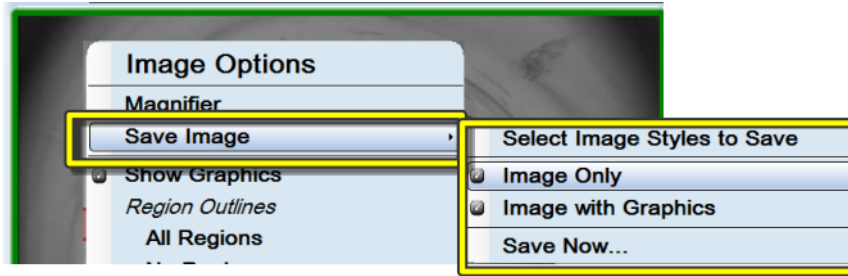 Image Options
Magnifier
Save Image
Show Graphics
Region Outlines
All Regions
Select Image Styles to Save
Image Only
Image with Graphics
Save Now...